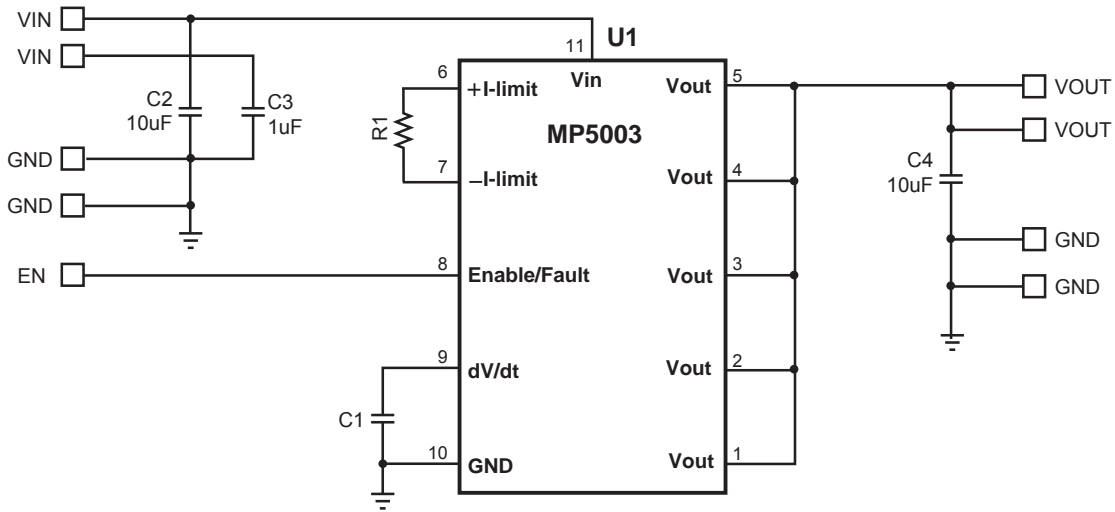 VIN
U1
VIN
11
6
+I-limit
Vin
Vout
5
VOUT
C2
10uF
C3
1uF
R1
MP5003
VOUT
GND
7
−I-limit
Vout
4
C4
10uF
GND
GND
EN
8
Enable/Fault
Vout
3
GND
9
dV/dt
Vout
2
C1
10
GND
Vout
1